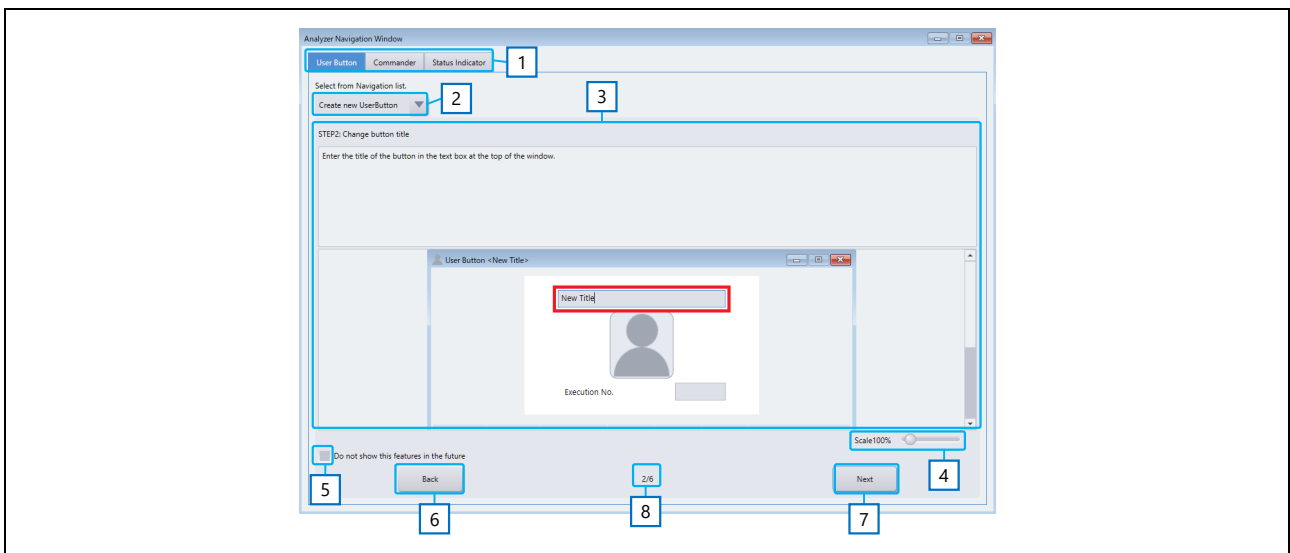 Analyzer Navigation Window
User Button Commander Status Indicator
1
Select from Navigation list.
Create new UserButton
2
3
STEP2: Change button title
Enter the title of the button in the text box at the top of the window.
User Button <New Title>
New Title
Execution No.
Scale100%
4
Do not show this features in the future
5
Back
2/6
Next
6
8
7